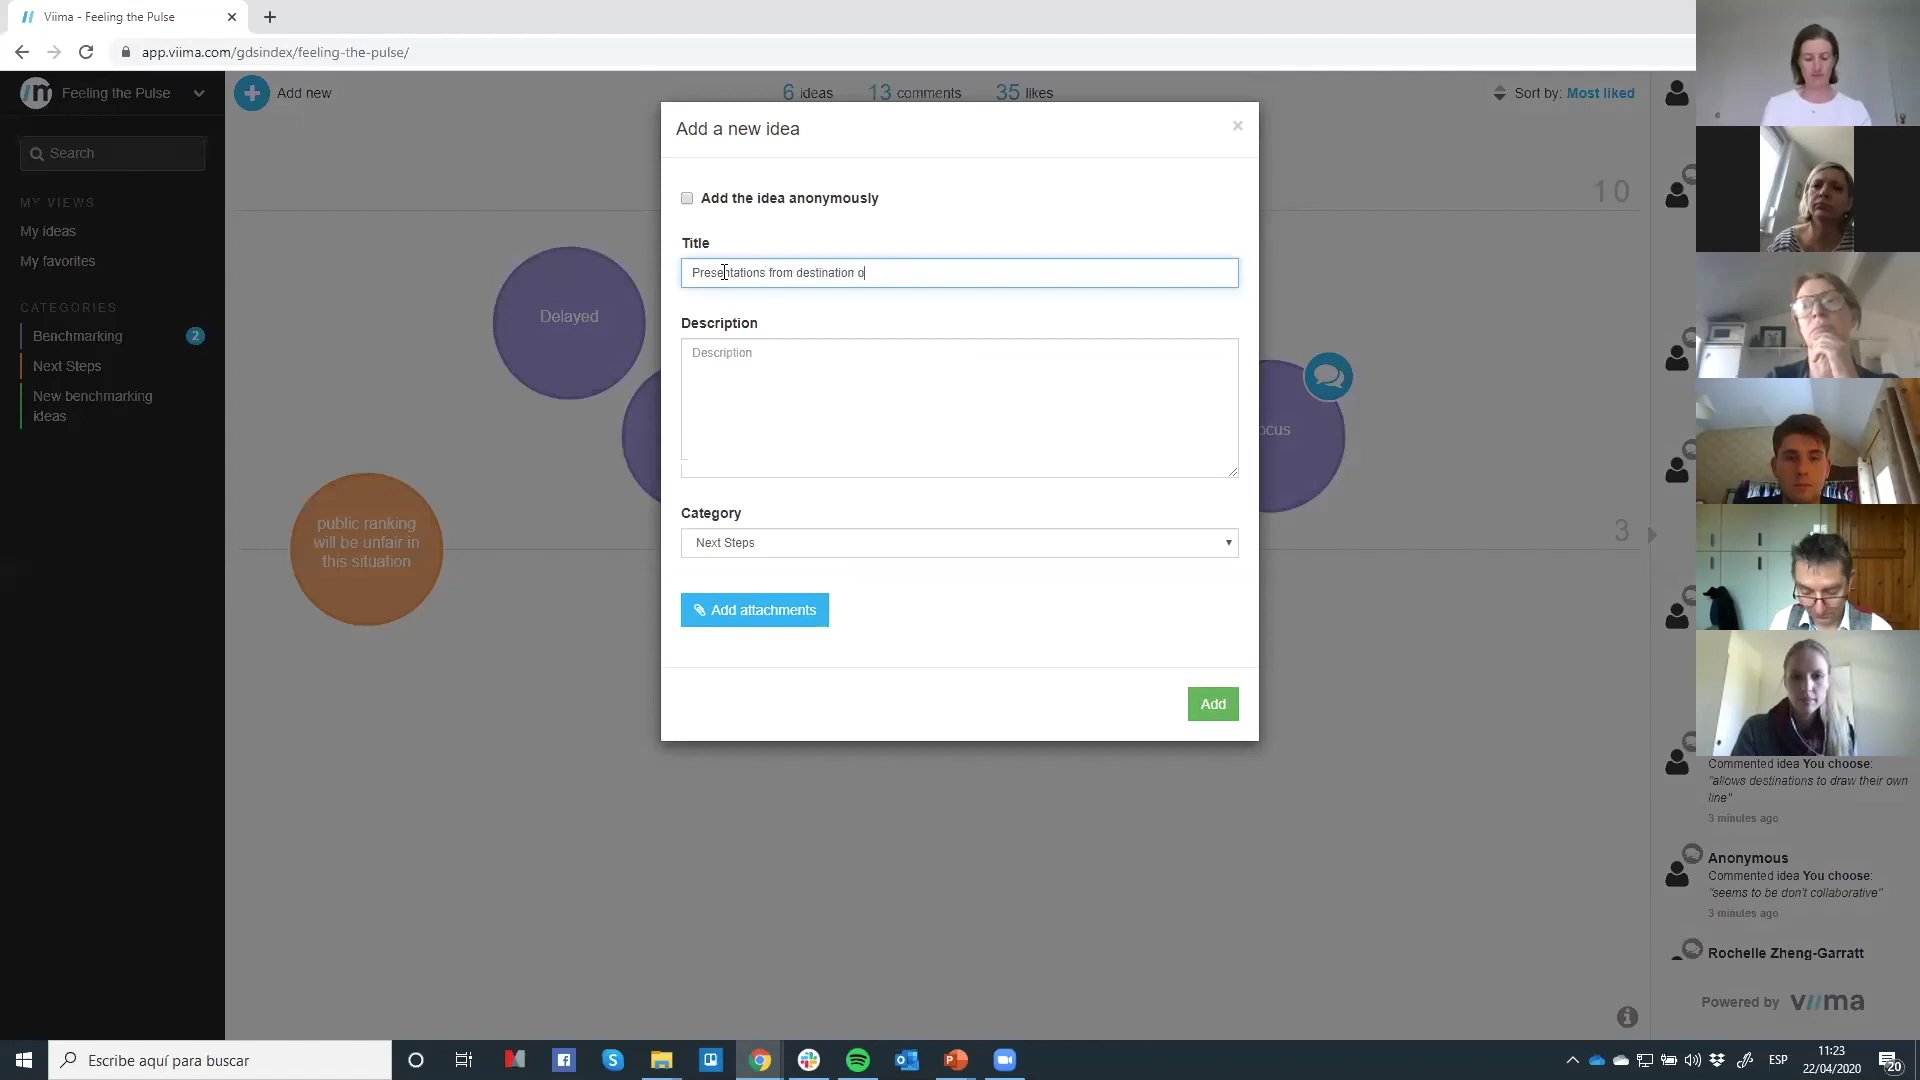 Viima - Feeling the Pulse
app.viima.com/gdsindex/feeling-the-pulse/
Feeling the Pulse
Add new
6 ideas
13 comments
35 likes
Sort by: Most liked
Search
MY VIEWS
My ideas
My favorites
CATEGORIES
Benchmarking
2
Next Steps
New benchmarking
ideas
Delayed
public ranking
will be unfair in
this situation
ocus
10
3
Add a new idea
×
Add the idea anonymously
Title
Presentations from destination o
Description
Description
Category
Next Steps
Add attachments
Add
Commented idea You choose:
"allows destinations to draw their own
line"
3 minutes ago
Anonymous
Commented idea You choose:
"seems to be don't collaborative"
3 minutes ago
Rochelle Zheng-Garratt
Powered by viima
Escribe aquí para buscar
ESP
11:23
22/04/2020
20